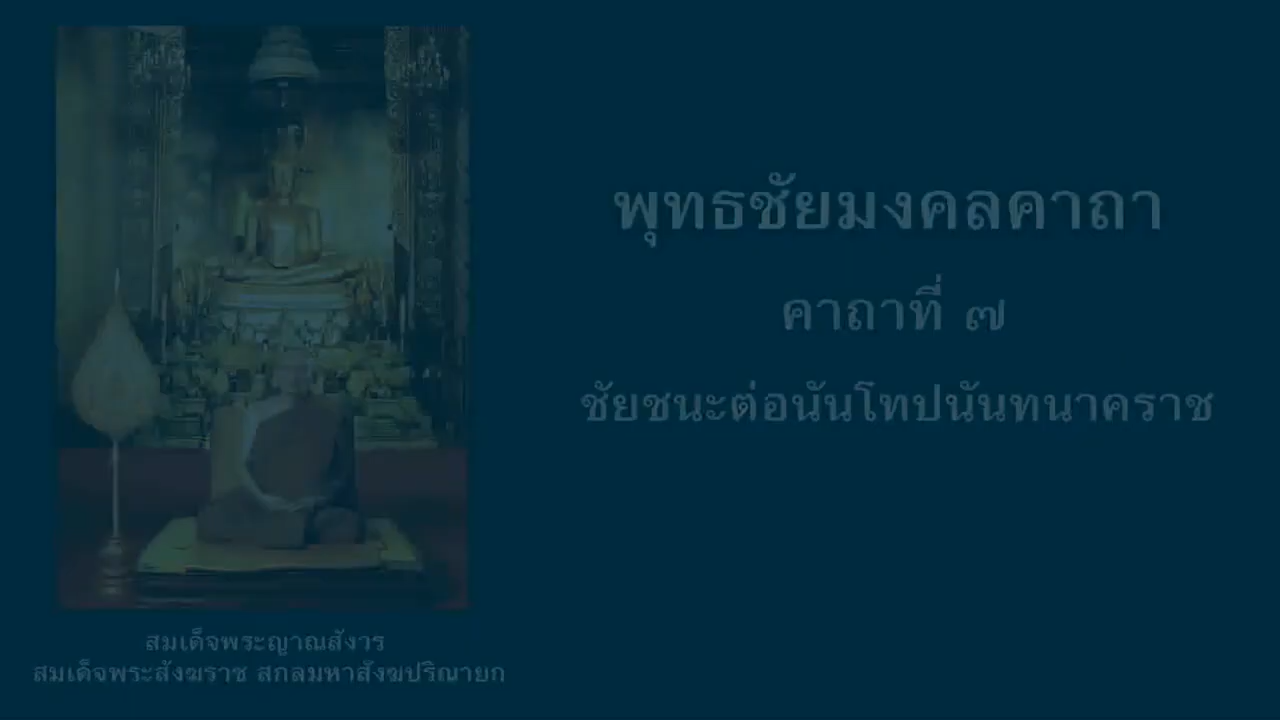 พุทธชัยมงคลคาถา
คาถาที่ ๗
ชัยชนะต่อนันโทปนันทนาคราช
สมเด็จพระญาณสังวร
สมเด็จพระสังฆราช สกลมหาสังฆปริณายก